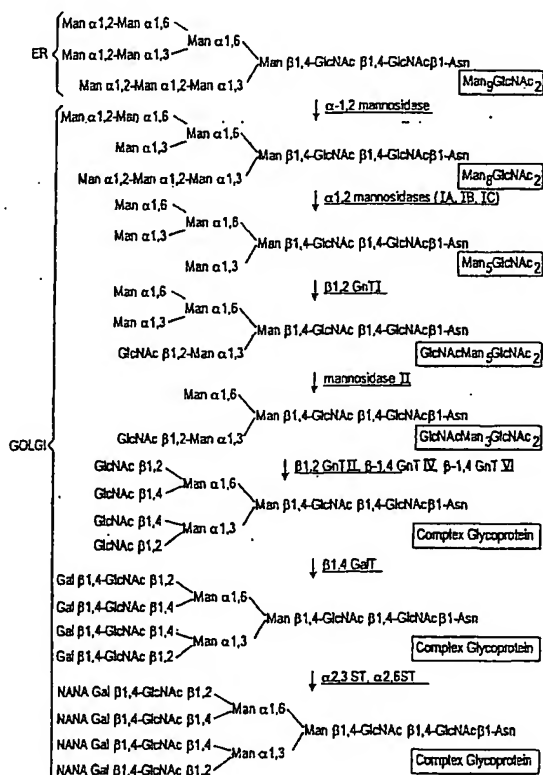 Man α1,2-Man α1,6
Man α1,6
ER
Man α1,2-Man α1,3
Man β1,4-GlcNAc β1,4-GlcNAcβ1-Asn
Man α1,2-Man α1,2-Man α1,3
Man9GlcNAc2
α-1,2 mannosidase
Man α1,2-Man α1,6
Man α1,6
Man α1,3
Man β1,4-GlcNAc β1,4-GlcNAcβ1-Asn
Man α1,2-Man α1,2-Man α1,3
Man8GlcNAc2
α1,2 mannosidases (IA, IB, IC)
Man α1,6
Man α1,6
Man α1,3
Man β1,4-GlcNAc β1,4-GlcNAcβ1-Asn
Man α1,3
Man5GlcNAc2
β1,2 GnTI
Man α1,6
Man α1,6
Man α1,3
Man β1,4-GlcNAc β1,4-GlcNAcβ1-Asn
GlcNAc β1,2-Man α1,3
GlcNAcMan5GlcNAc2
mannosidase II
Man α1,6
Man β1,4-GlcNAc β1,4-GlcNAcβ1-Asn
GOLGI
GlcNAc β1,2-Man α1,3
GlcNAcMan3GlcNAc2
β1,2 GnTII, β-1,4 GnT IV, β-1,4 GnT VI
GlcNAc β1,2
Man α1,6
GlcNAc β1,4
Man β1,4-GlcNAc β1,4-GlcNAcβ1-Asn
GlcNAc β1,4
Man α1,3
GlcNAc β1,2
Complex Glycoprotein
β1,4 GalT
Gal β1,4-GlcNAc β1,2
Man α1,6
Gal β1,4-GlcNAc β1,4
Man β1,4-GlcNAc β1,4-GlcNAcβ1-Asn
Gal β1,4-GlcNAc β1,4
Man α1,3
Gal β1,4-GlcNAc β1,2
Complex Glycoprotein
α2,3 ST, α2,6ST
NANA Gal β1,4-GlcNAc β1,2
Man α1,6
NANA Gal β1,4-GlcNAc β1,4
Man β1,4-GlcNAc β1,4-GlcNAcβ1-Asn
NANA Gal β1,4-GlcNAc β1,4
Man α1,3
NANA Gal β1,4-GlcNAc β1,2
Complex Glycoprotein